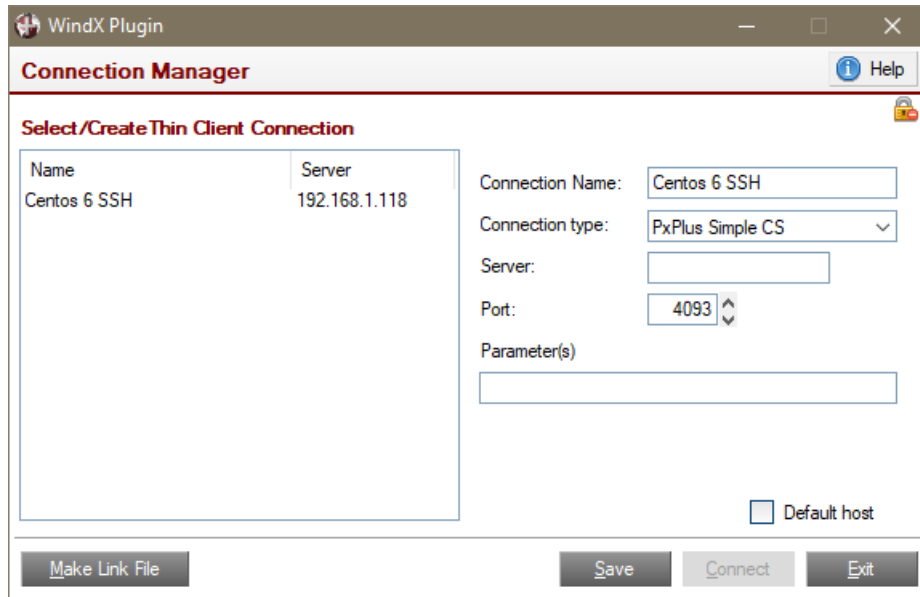 WindX Plugin
Connection Manager
Help
Select/Create Thin Client Connection
Name Server
Centos 6 SSH 192.168.1.118
Connection Name: Centos 6 SSH
Connection type: PxPlus Simple CS
Server:
Port: 4093
Parameter(s)
Default host
Make Link File Save Connect Exit